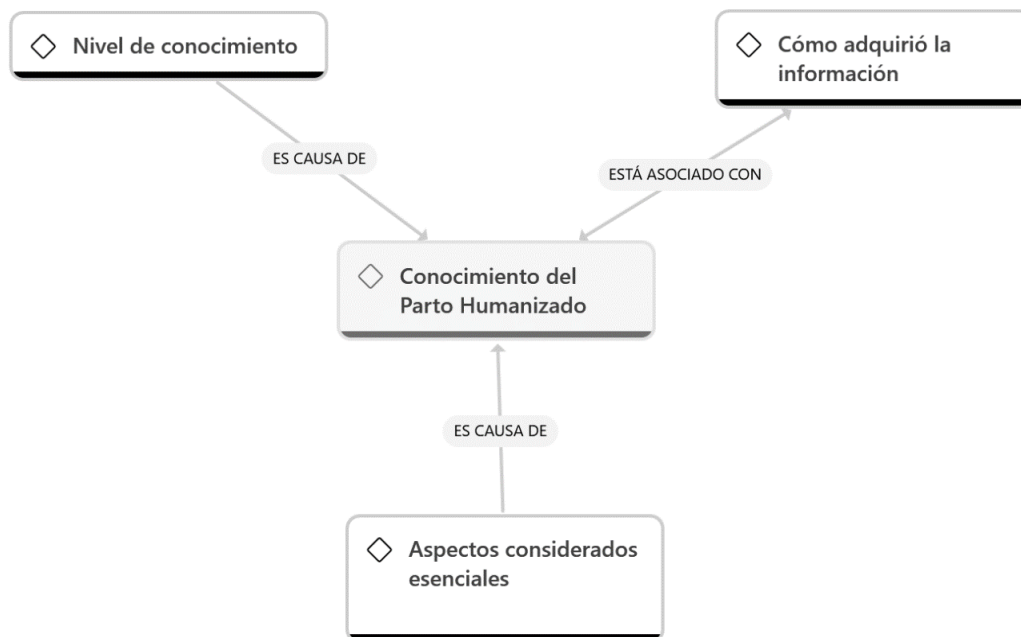 Nivel de conocimiento
Cómo adquirió la
información
ES CAUSA DE
ESTÁ ASOCIADO CON
Conocimiento del
Parto Humanizado
ES CAUSA DE
Aspectos considerados
esenciales